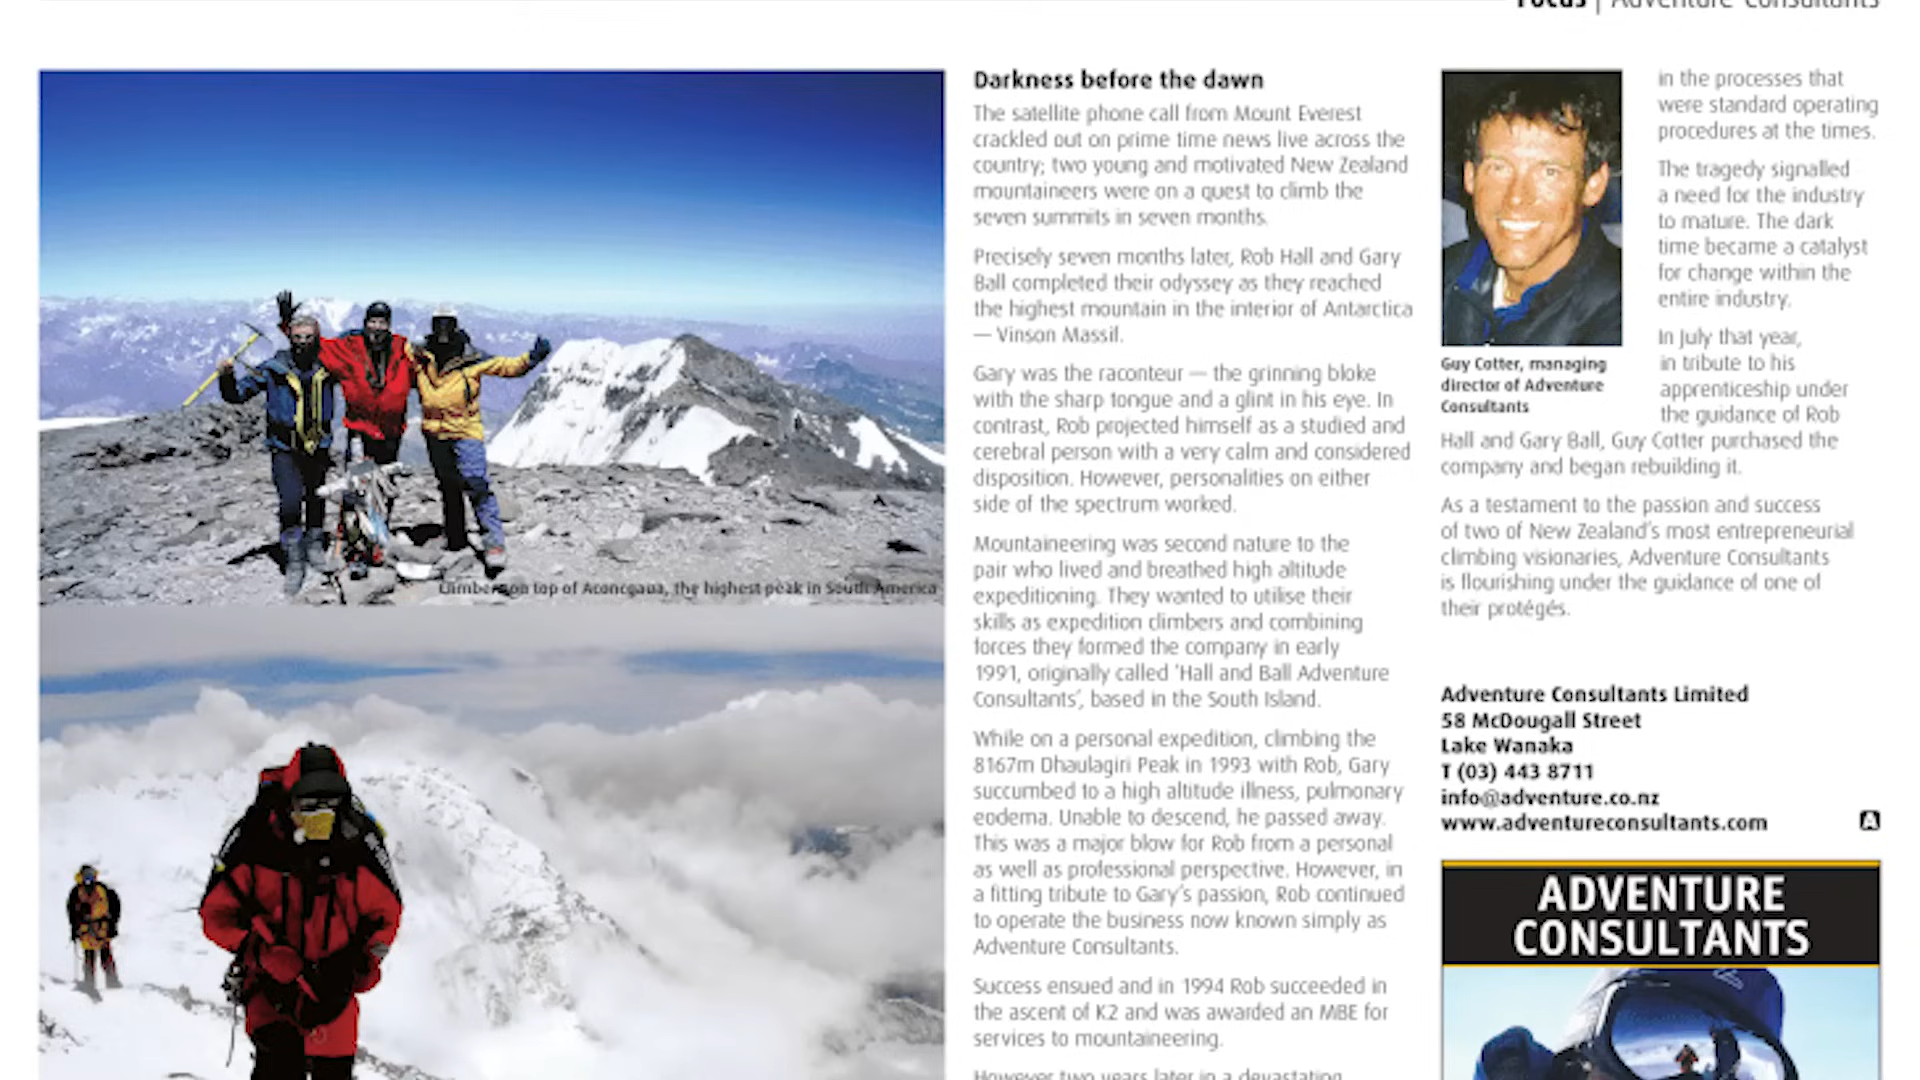 Focus | Adventure Consultants
Climbers on top of Aconcgaua, the highest peak in South America
Darkness before the dawn
The satellite phone call from Mount Everest
crackled out on prime time news live across the
country; two young and motivated New Zealand
mountaineers were on a quest to climb the
seven summits in seven months.
Precisely seven months later, Rob Hall and Gary
Ball completed their odyssey as they reached
the highest mountain in the interior of Antarctica
— Vinson Massif.
Gary was the raconteur — the grinning bloke
with the sharp tongue and a glint in his eye. In
contrast, Rob projected himself as a studied and
cerebral person with a very calm and considered
disposition. However, personalities on either
side of the spectrum worked.
Mountaineering was second nature to the
pair who lived and breathed high altitude
expeditioning. They wanted to utilise their
skills as expedition climbers and combining
forces they formed the company in early
1991, originally called 'Hall and Ball Adventure
Consultants', based in the South Island.
While on a personal expedition, climbing the
8167m Dhaulagiri Peak in 1993 with Rob, Gary
succumbed to a high altitude illness, pulmonary
eodema. Unable to descend, he passed away.
This was a major blow for Rob from a personal
as well as professional perspective. However, in
a fitting tribute to Gary's passion, Rob continued
to operate the business now known simply as
Adventure Consultants.
Success ensued and in 1994 Rob succeeded in
the ascent of K2 and was awarded an MBE for
services to mountaineering.
However two years later in a devastating
Guy Cotter, managing
director of Adventure
Consultants
in the processes that
were standard operating
procedures at the times.
The tragedy signalled
a need for the industry
to mature. The dark
time became a catalyst
for change within the
entire industry.
In July that year,
in tribute to his
apprenticeship under
the guidance of Rob
Hall and Gary Ball, Guy Cotter purchased the
company and began rebuilding it.
As a testament to the passion and success
of two of New Zealand's most entrepreneurial
climbing visionaries, Adventure Consultants
is flourishing under the guidance of one of
their protégés.
Adventure Consultants Limited
58 McDougall Street
Lake Wanaka
T (03) 443 8711
info@adventure.co.nz
www.adventureconsultants.com
A
ADVENTURE
CONSULTANTS